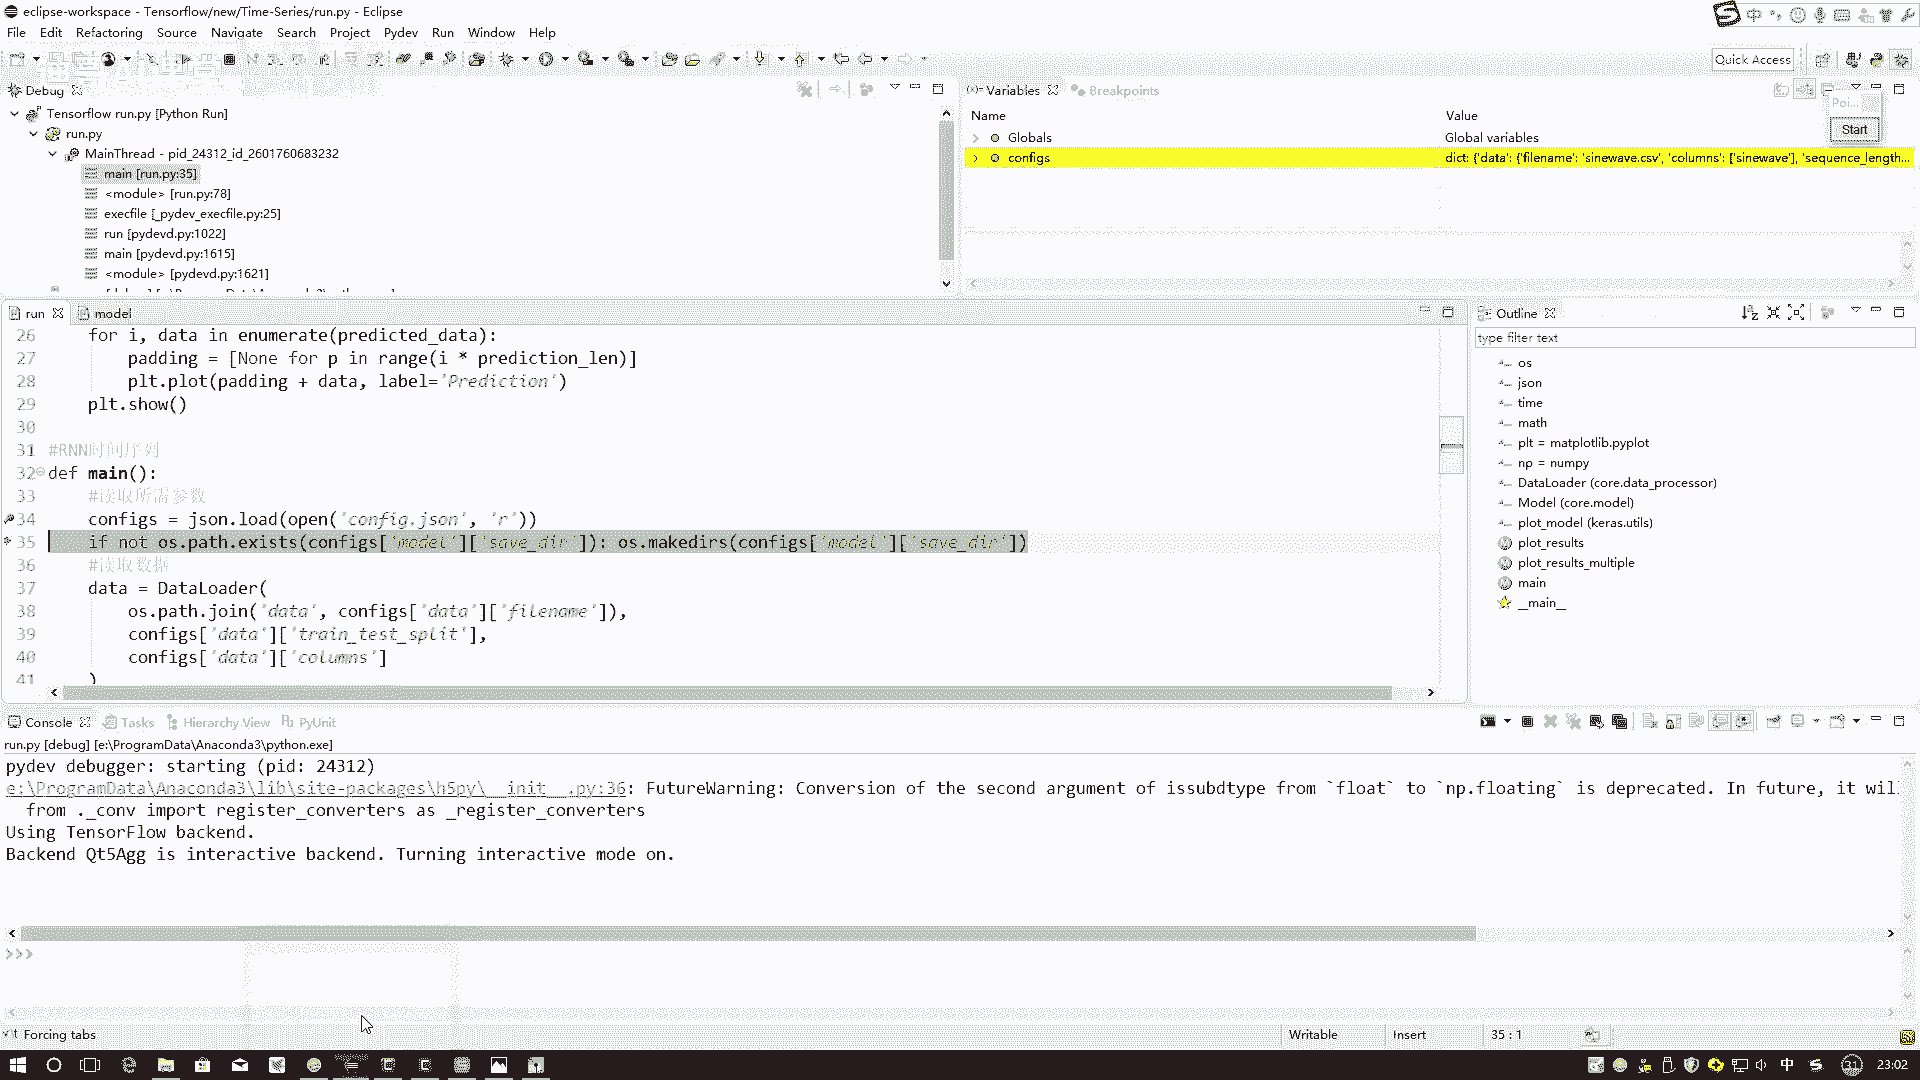 eclipse-workspace - Tensorflow/new/Time-Series/run.py - Eclipse
File Edit Refactoring Source Navigate Search Project Pydev Run Window Help
Quick Access
Debug
Tensorflow run.py [Python Run]
run.py
MainThread - pid_24312_id_2601760683232
main [run.py:35]
<module> [run.py:78]
execfile [_pydev_execfile.py:25]
run [pydevd.py:1022]
main [pydevd.py:1615]
<module> [pydevd.py:1621]
(x)= Variables Breakpoints
Poi...
Start
Name Value
Globals Global variables
configs dict: {'data': {'filename': 'sinewave.csv', 'columns': ['sinewave'], 'sequence_length...
run model
26 for i, data in enumerate(predicted_data):
27 padding = [None for p in range(i * prediction_len)]
28 plt.plot(padding + data, label='Prediction')
29 plt.show()
30
31 #RNN时间序列
32 def main():
33 #读取所需参数
34 configs = json.load(open('config.json', 'r'))
35 if not os.path.exists(configs['model']['save_dir']): os.makedirs(configs['model']['save_dir'])
36 #读取数据
37 data = DataLoader(
38 os.path.join('data', configs['data']['filename']),
39 configs['data']['train_test_split'],
40 configs['data']['columns']
41 )
Outline
type filter text
os
json
time
math
plt = matplotlib.pyplot
np = numpy
DataLoader (core.data_processor)
Model (core.model)
plot_model (keras.utils)
plot_results
plot_results_multiple
main
__main__
Console Tasks Hierarchy View PyUnit
run.py [debug] [e:\ProgramData\Anaconda3\python.exe]
pydev debugger: starting (pid: 24312)
e:\ProgramData\Anaconda3\lib\site-packages\h5py\__init__.py:36: FutureWarning: Conversion of the second argument of issubdtype from `float` to `np.floating` is deprecated. In future, it wil
from ._conv import register_converters as _register_converters
Using TensorFlow backend.
Backend Qt5Agg is interactive backend. Turning interactive mode on.
>>>
Forcing tabs Writable Insert 35 : 1
中 23:02